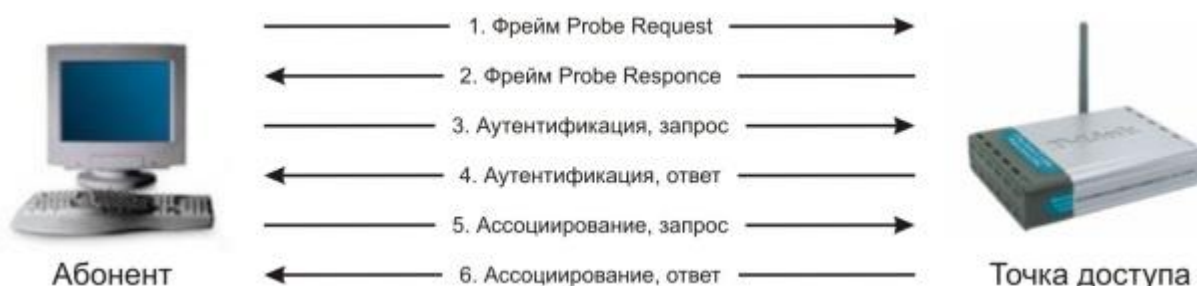 1. Фрейм Probe Request
2. Фрейм Probe Responce
3. Аутентификация, запрос
4. Аутентификация, ответ
5. Ассоциирование, запрос
6. Ассоциирование, ответ
Абонент
Точка доступа
D-Link